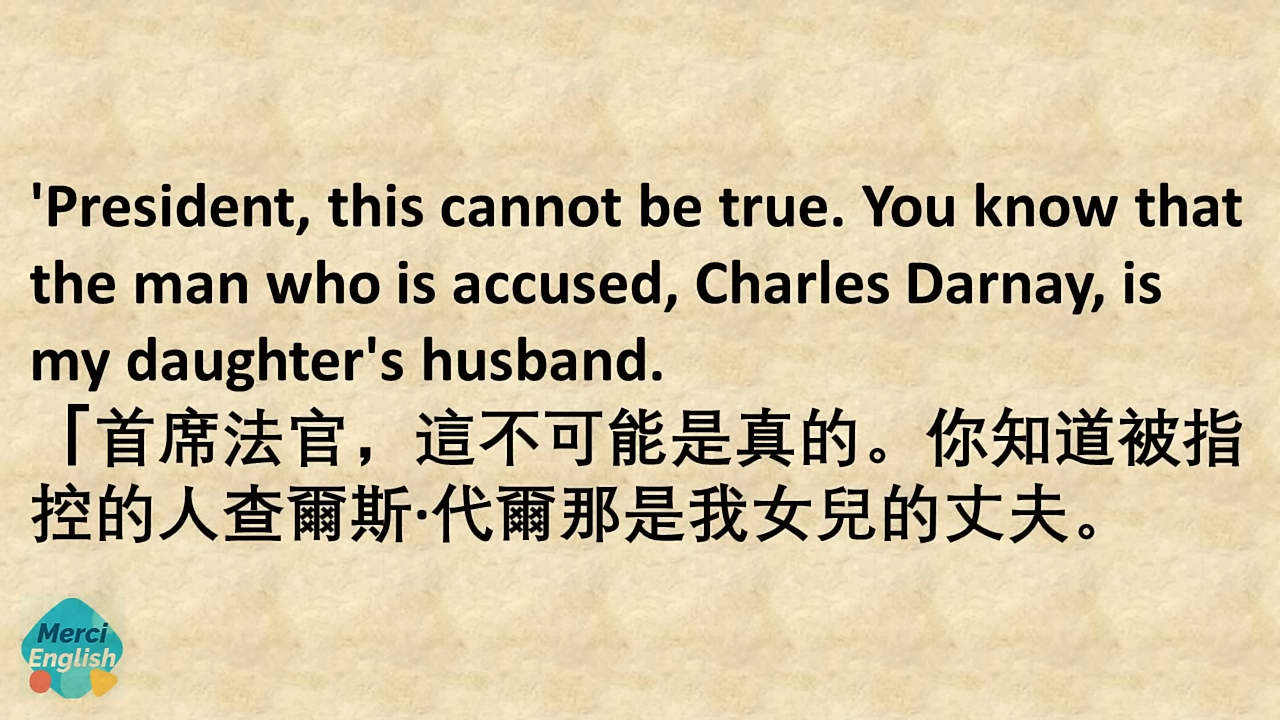 'President, this cannot be true. You know that
the man who is accused, Charles Darnay, is
my daughter's husband.
「首席法官，這不可能是真的。你知道被指
控的人查爾斯·代爾那是我女兒的丈夫。
Merci
English